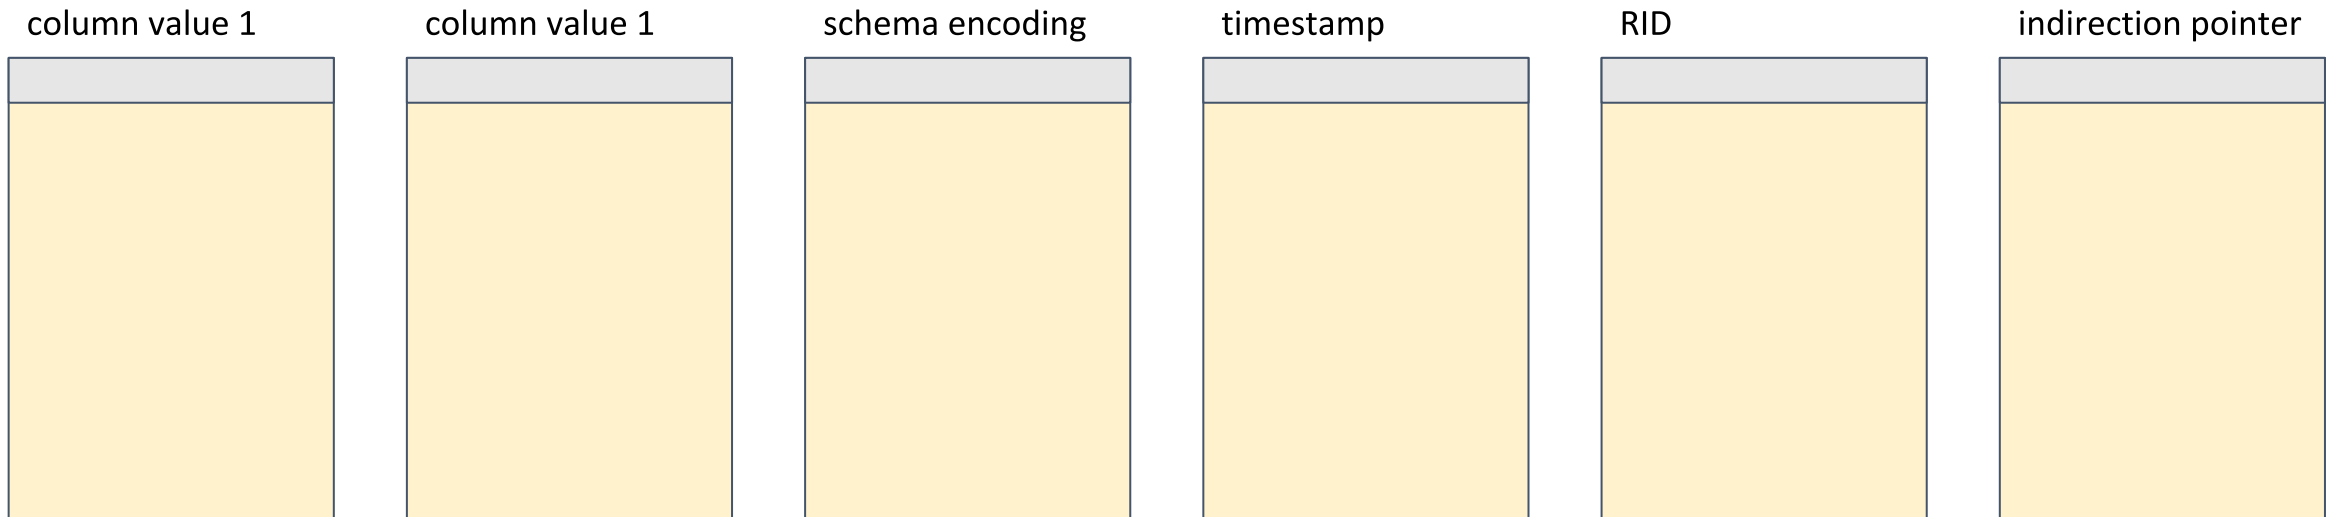 column value 1
column value 1
schema encoding
timestamp
RID
indirection pointer